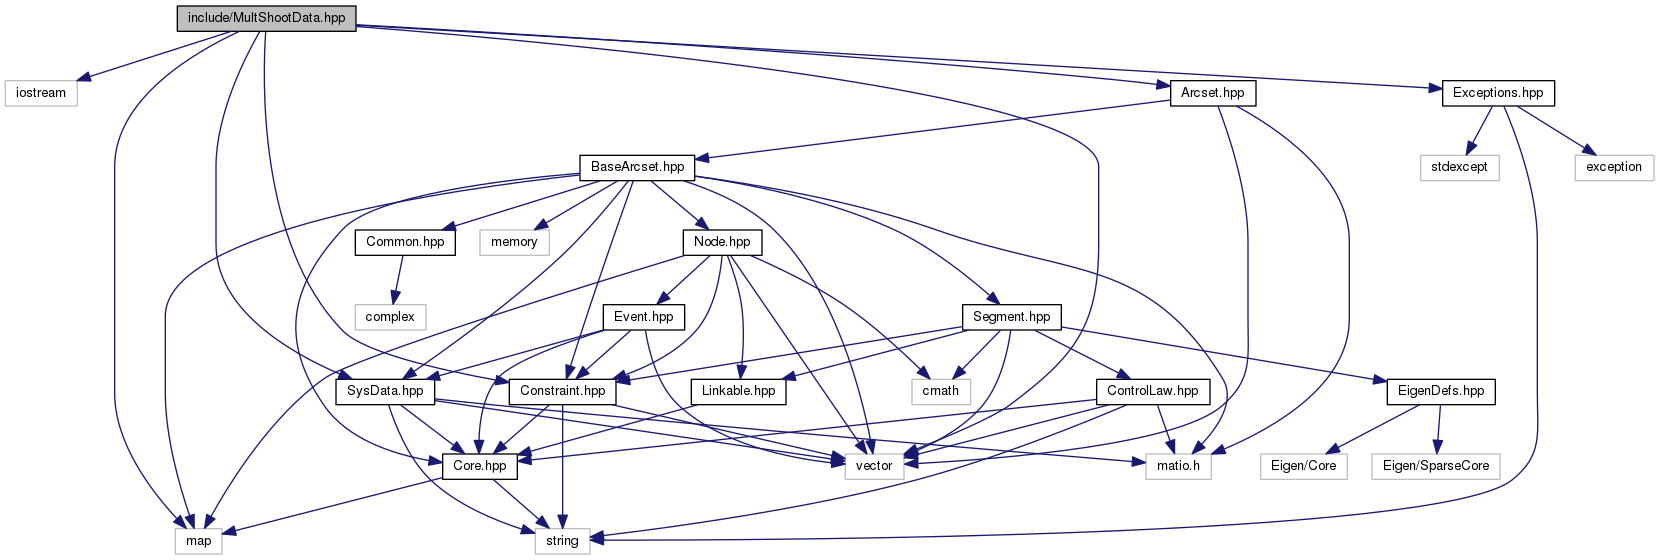 include/MultShootData.hpp
iostream
Arcset.hpp
Exceptions.hpp
BaseArcset.hpp
stdexcept
exception
Common.hpp
memory
Node.hpp
complex
Event.hpp
Segment.hpp
SysData.hpp
Constraint.hpp
Linkable.hpp
cmath
ControlLaw.hpp
EigenDefs.hpp
Core.hpp
vector
matio.h
Eigen/Core
Eigen/SparseCore
map
string